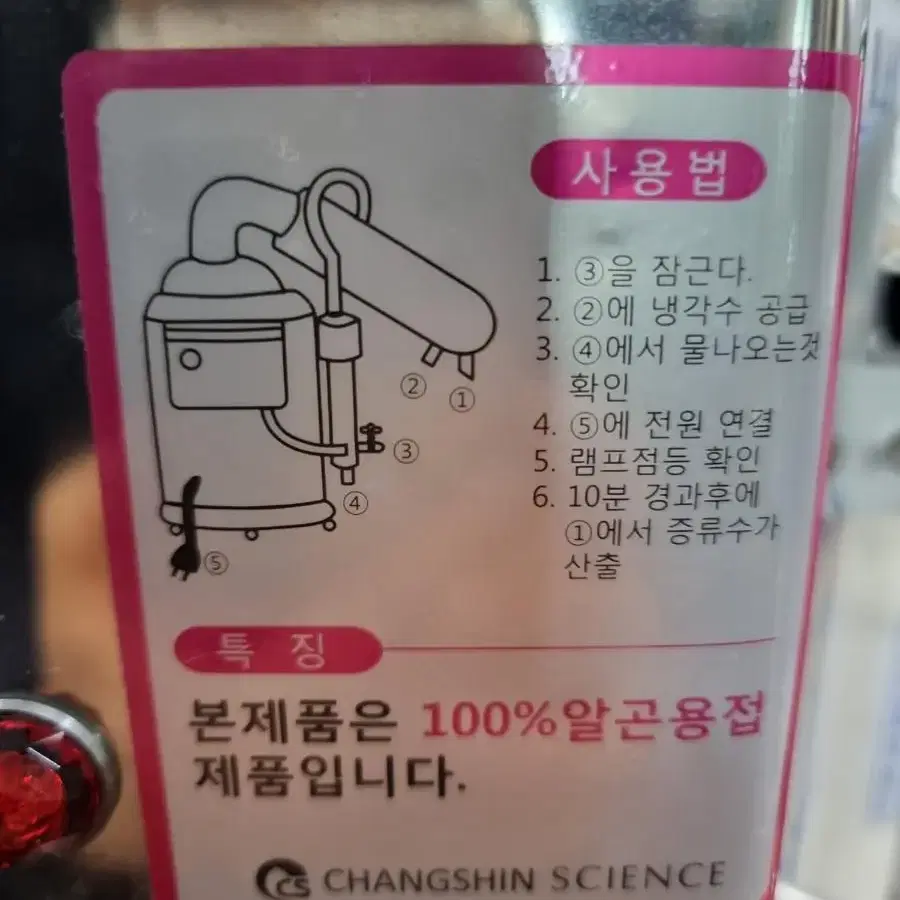 사용법
1. ③을 잠근다.
2. ②에 냉각수 공급
3. ④에서 물나오는것
확인
4. ⑤에 전원 연결
5. 램프점등 확인
6. 10분 경과후에
①에서 증류수가
산출
②
①
③
④
⑤
특 징
본제품은 100%알곤용접
제품입니다.
CS CHANGSHIN SCIENCE